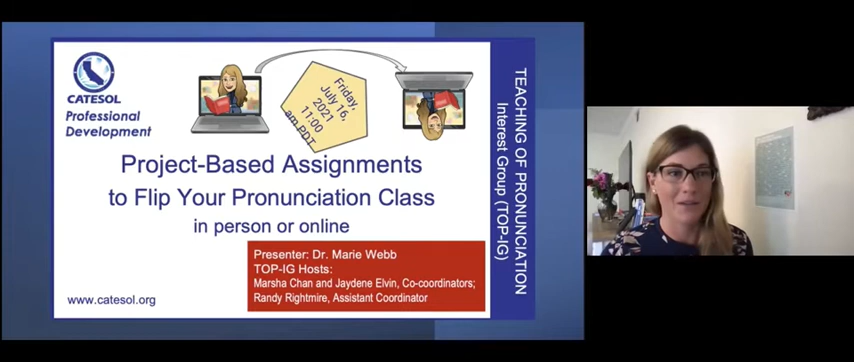 CATESOL
Professional
Development
Friday,
July 16,
2021
11:00
am PDT
Project-Based Assignments
to Flip Your Pronunciation Class
in person or online
Presenter: Dr. Marie Webb
TOP-IG Hosts:
Marsha Chan and Jaydene Elvin, Co-coordinators;
Randy Rightmire, Assistant Coordinator
www.catesol.org
TEACHING OF PRONUNCIATION
Interest Group (TOP-IG)